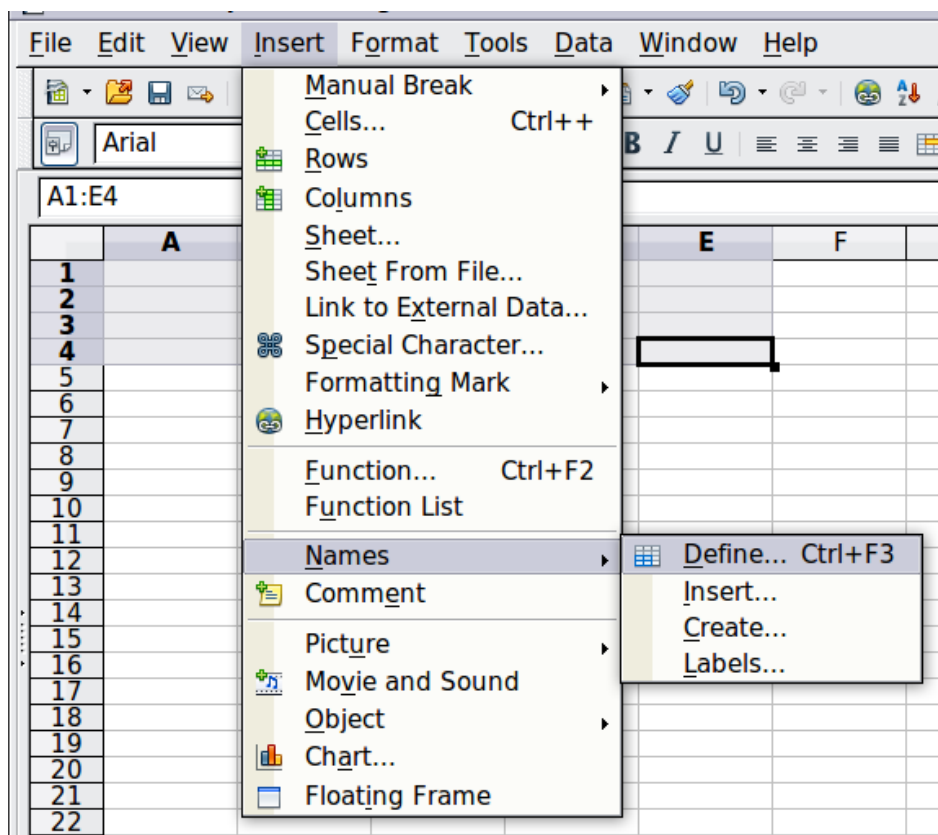 File Edit View Insert Format Tools Data Window Help
Arial
B I U
A1:E4
A E F
1
2
3
4
5
6
7
8
9
10
11
12
13
14
15
16
17
18
19
20
21
22
Manual Break
Cells... Ctrl++
Rows
Columns
Sheet...
Sheet From File...
Link to External Data...
Special Character...
Formatting Mark
Hyperlink
Function... Ctrl+F2
Function List
Names
Comment
Picture
Movie and Sound
Object
Chart...
Floating Frame
Define... Ctrl+F3
Insert...
Create...
Labels...